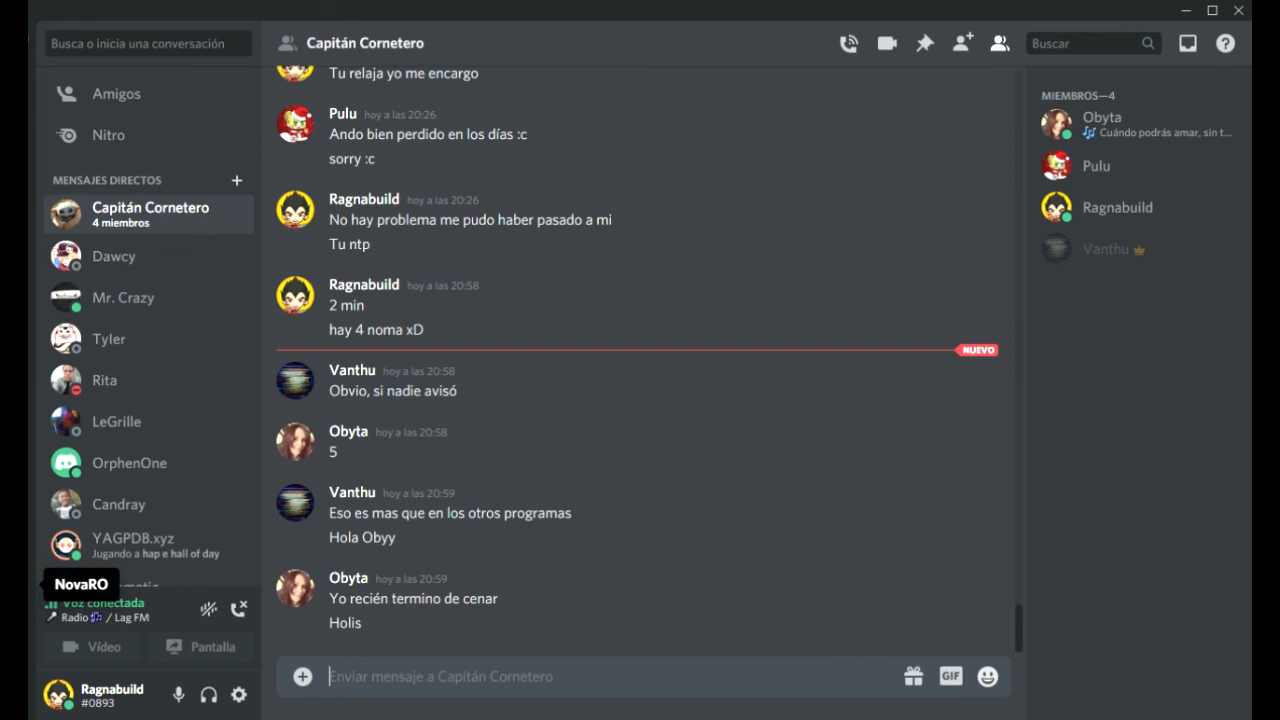 Busca o inicia una conversación
Amigos
Nitro
MENSAJES DIRECTOS
Capitán Cornetero
4 miembros
Dawcy
Mr. Crazy
Tyler
Rita
LeGrille
OrphenOne
Candray
YAGPDB.xyz
Jugando a hap e hall of day
NovaRO
Voz conectada
Radio / Lag FM
Vídeo
Pantalla
Ragnabuild
#0893
Capitán Cornetero
Buscar
Tu relaja yo me encargo
Pulu hoy a las 20:26
Ando bien perdido en los días :c
sorry :c
Ragnabuild hoy a las 20:26
No hay problema me pudo haber pasado a mi
Tu ntp
Ragnabuild hoy a las 20:58
2 min
hay 4 noma xD
NUEVO
Vanthu hoy a las 20:58
Obvio, si nadie avisó
Obyta hoy a las 20:58
5
Vanthu hoy a las 20:59
Eso es mas que en los otros programas
Hola Obyy
Obyta hoy a las 20:59
Yo recién termino de cenar
Holis
Enviar mensaje a Capitán Cornetero
GIF
MIEMBROS—4
Obyta
Cuándo podrás amar, sin t...
Pulu
Ragnabuild
Vanthu